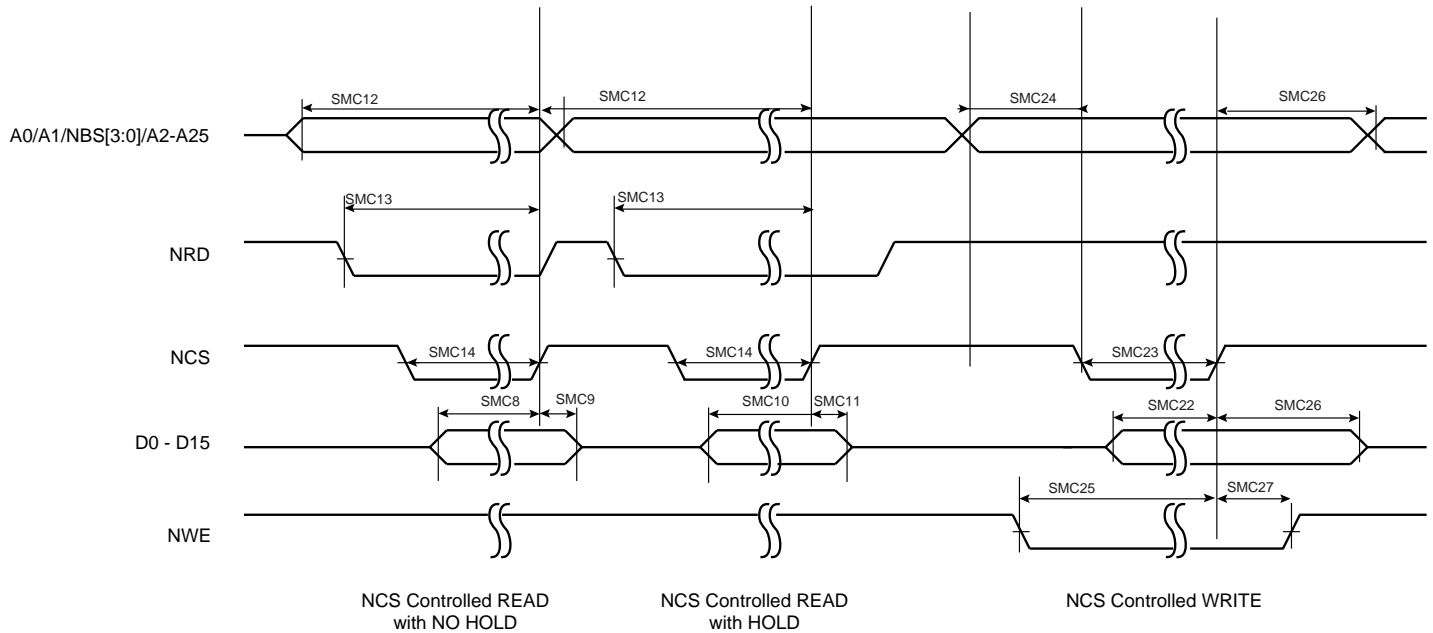 SMC12
SMC12
SMC24
SMC26
A0/A1/NBS[3:0]/A2-A25
SMC13
SMC13
NRD
NCS
SMC14
SMC14
SMC23
SMC8
SMC9
SMC10
SMC11
SMC22
SMC26
D0 - D15
SMC25
SMC27
NWE
NCS Controlled READ
with NO HOLD
NCS Controlled READ
with HOLD
NCS Controlled WRITE